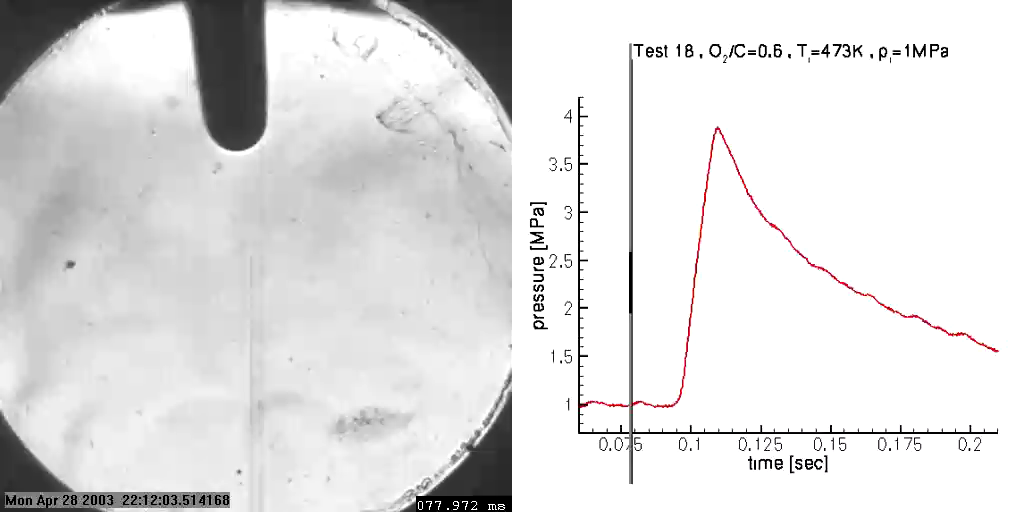 Mon Apr 28 2003 22:12:03.514168
077.972 ms
Test 18 , O₂/C=0.6 , Tᵢ=473K , pᵢ=1MPa
pressure [MPa]
4
3.5
3
2.5
2
1.5
1
0.075 0.1 0.125 0.15 0.175 0.2
time [sec]